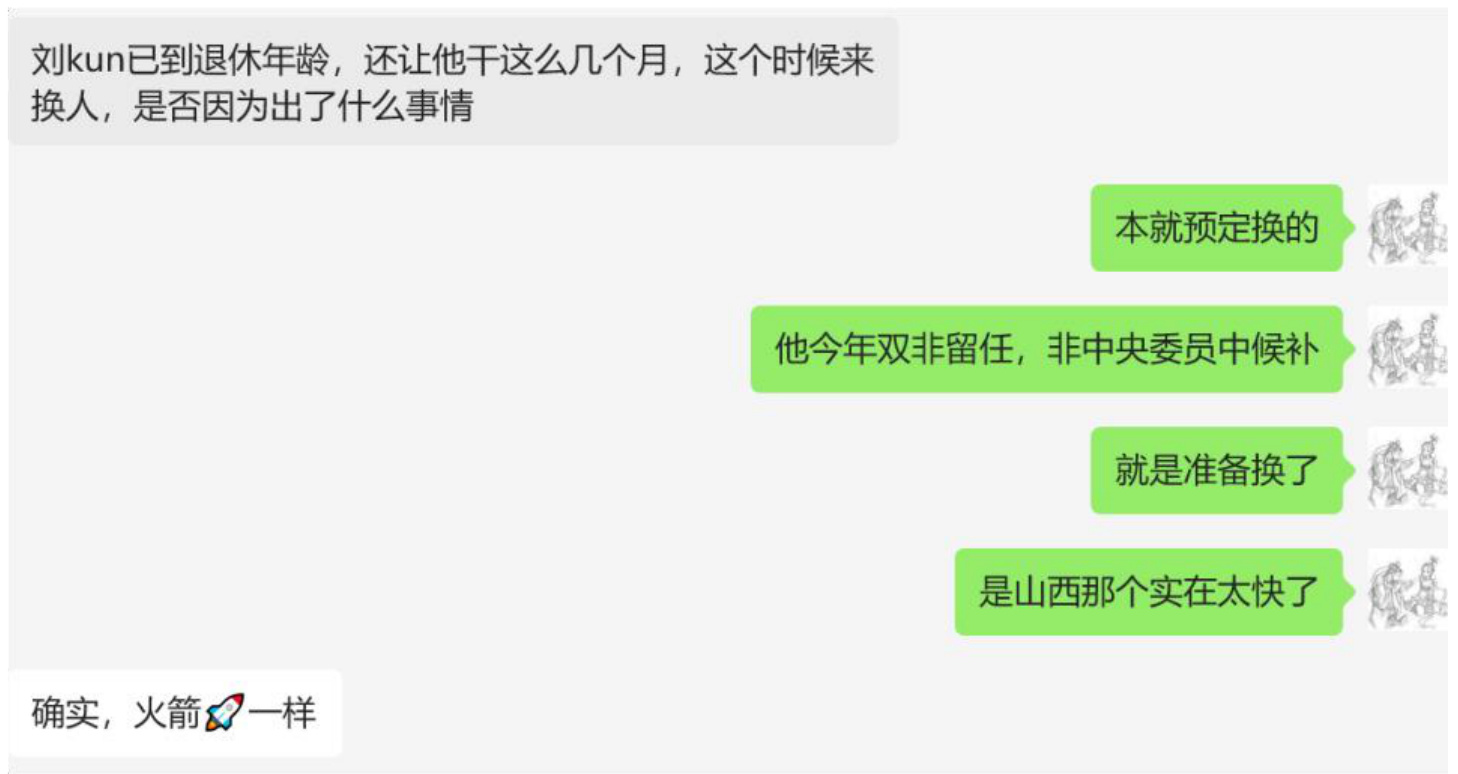 刘kun已到退休年龄，还让他干这么几个月，这个时候来
换人，是否因为出了什么事情
本就预定换的
他今年双非留任，非中央委员中候补
就是准备换了
是山西那个实在太快了
确实，火箭🚀一样